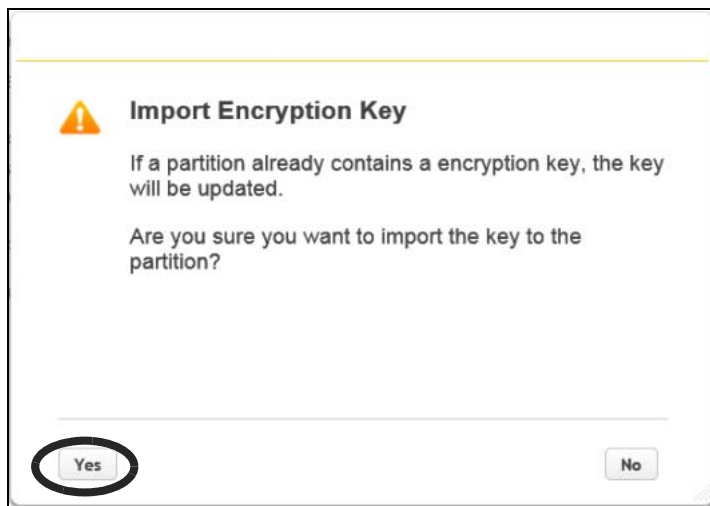 Import Encryption Key
If a partition already contains a encryption key, the key
will be updated.
Are you sure you want to import the key to the
partition?
Yes
No